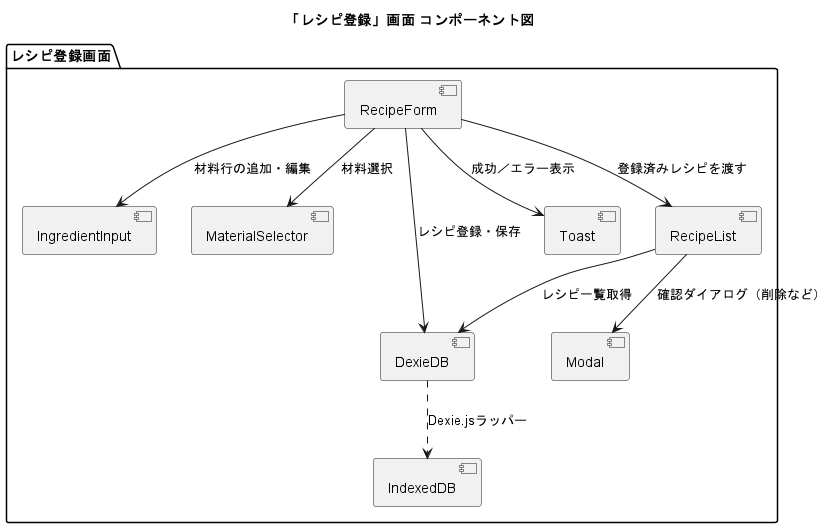 「レシピ登録」画面 コンポーネント図
レシピ登録画面
RecipeForm
材料行の追加・編集
材料選択
成功／エラー表示
登録済みレシピを渡す
IngredientInput
MaterialSelector
レシピ登録・保存
Toast
RecipeList
レシピ一覧取得
確認ダイアログ（削除など）
DexieDB
Modal
Dexie.jsラッパー
IndexedDB